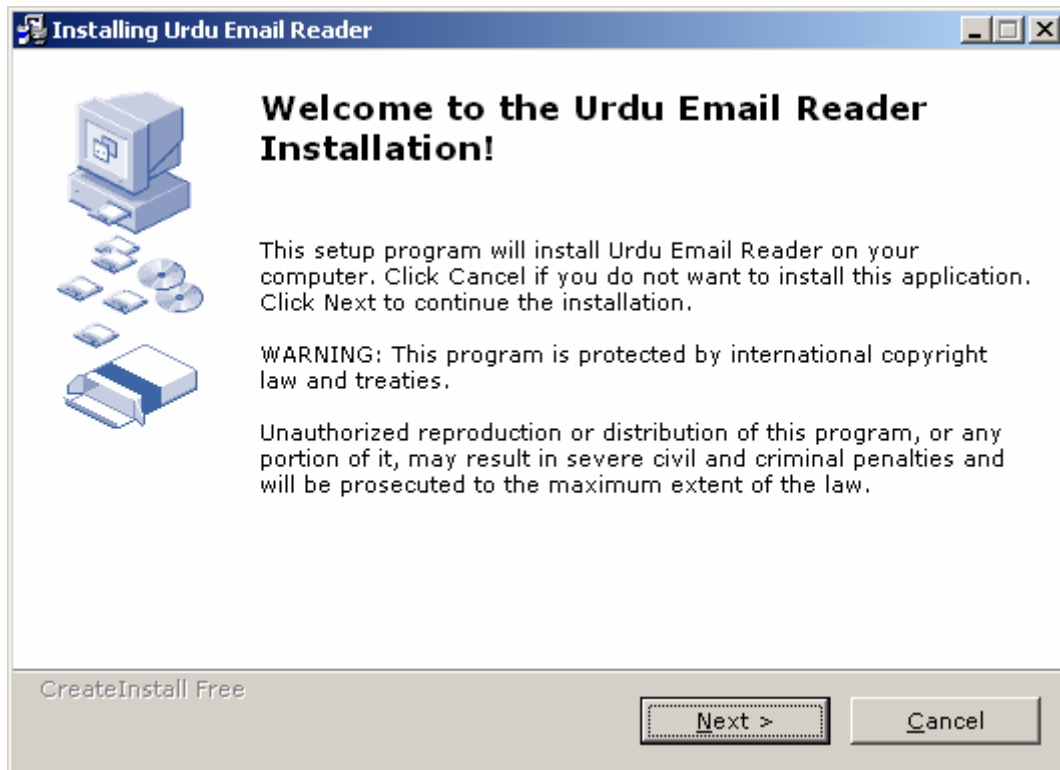 Installing Urdu Email Reader
Welcome to the Urdu Email Reader
Installation!
This setup program will install Urdu Email Reader on your
computer. Click Cancel if you do not want to install this application.
Click Next to continue the installation.
WARNING: This program is protected by international copyright
law and treaties.
Unauthorized reproduction or distribution of this program, or any
portion of it, may result in severe civil and criminal penalties and
will be prosecuted to the maximum extent of the law.
CreateInstall Free
Next >
Cancel